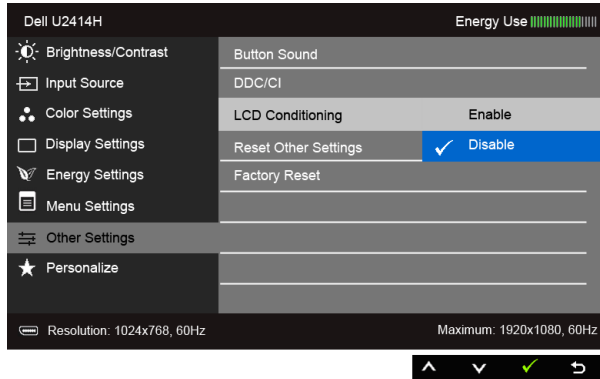 Dell U2414H
Energy Use
Brightness/Contrast
Input Source
Color Settings
Display Settings
Energy Settings
Menu Settings
Other Settings
Personalize
Button Sound
DDC/CI
LCD Conditioning
Enable
Reset Other Settings
Disable
Factory Reset
Resolution: 1024x768, 60Hz
Maximum: 1920x1080, 60Hz